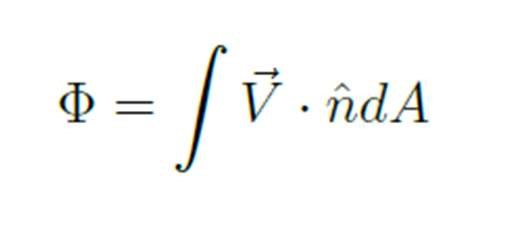 Φ = ∫ V⃗ · n̂dA